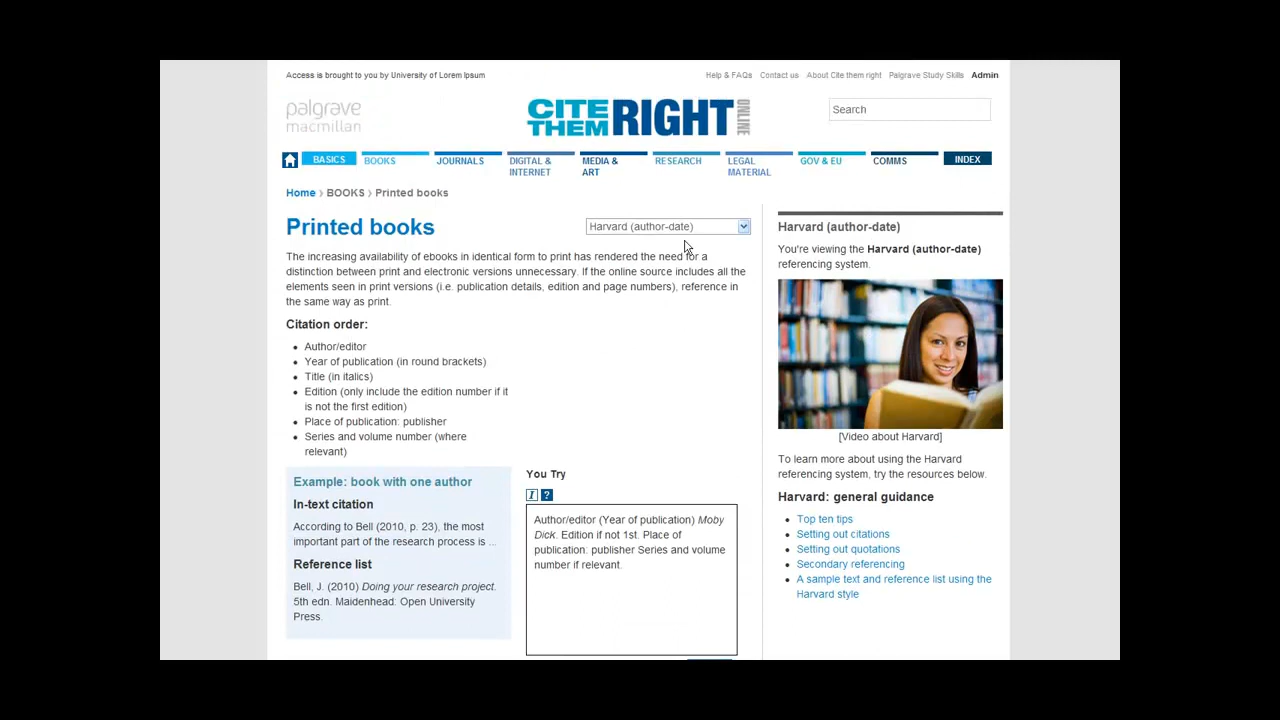 Access is brought to you by University of Lorem Ipsum
Help & FAQs Contact us About Cite them right Palgrave Study Skills Admin
palgrave
macmillan
CITE THEM RIGHT ONLINE
Search
BASICS BOOKS JOURNALS DIGITAL & INTERNET MEDIA & ART RESEARCH LEGAL MATERIAL GOV & EU COMMS INDEX
Home > BOOKS > Printed books
Printed books
Harvard (author-date)
The increasing availability of ebooks in identical form to print has rendered the need for a
distinction between print and electronic versions unnecessary. If the online source includes all the
elements seen in print versions (i.e. publication details, edition and page numbers), reference in
the same way as print.
Citation order:
Author/editor
Year of publication (in round brackets)
Title (in italics)
Edition (only include the edition number if it
is not the first edition)
Place of publication: publisher
Series and volume number (where
relevant)
Example: book with one author
In-text citation
According to Bell (2010, p. 23), the most
important part of the research process is ...
Reference list
Bell, J. (2010) Doing your research project.
5th edn. Maidenhead: Open University
Press.
You Try
I ?
Author/editor (Year of publication) Moby
Dick. Edition if not 1st. Place of
publication: publisher Series and volume
number if relevant.
Harvard (author-date)
You're viewing the Harvard (author-date)
referencing system.
[Video about Harvard]
To learn more about using the Harvard
referencing system, try the resources below.
Harvard: general guidance
Top ten tips
Setting out citations
Setting out quotations
Secondary referencing
A sample text and reference list using the
Harvard style